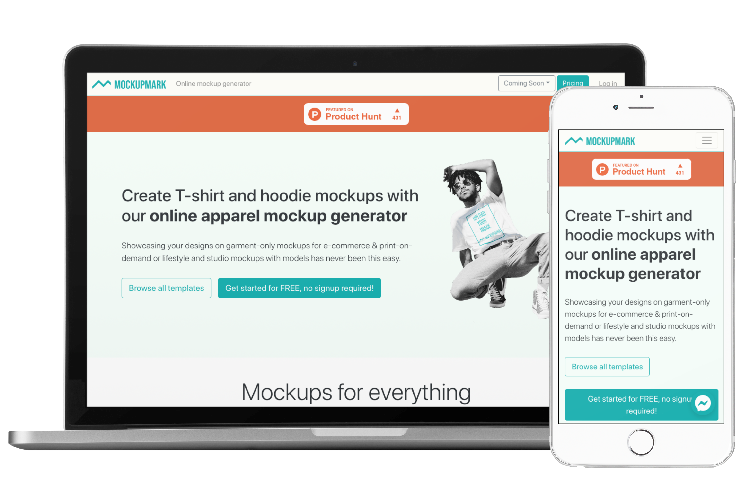 MOCKUPMARK Online mockup generator Coming Soon Pricing Log in
FEATURED ON
Product Hunt 431
Create T-shirt and hoodie mockups with
our online apparel mockup generator
Showcasing your designs on garment-only mockups for e-commerce & print-on-
demand or lifestyle and studio mockups with models has never been this easy.
Browse all templates Get started for FREE, no signup required!
Mockups for everything
MOCKUPMARK
FEATURED ON
Product Hunt 431
Create T-shirt and
hoodie mockups with
our online apparel
mockup generator
Showcasing your designs on garment-only
mockups for e-commerce & print-on-
demand or lifestyle and studio mockups with
models has never been this easy.
Browse all templates
Get started for FREE, no signup
required!